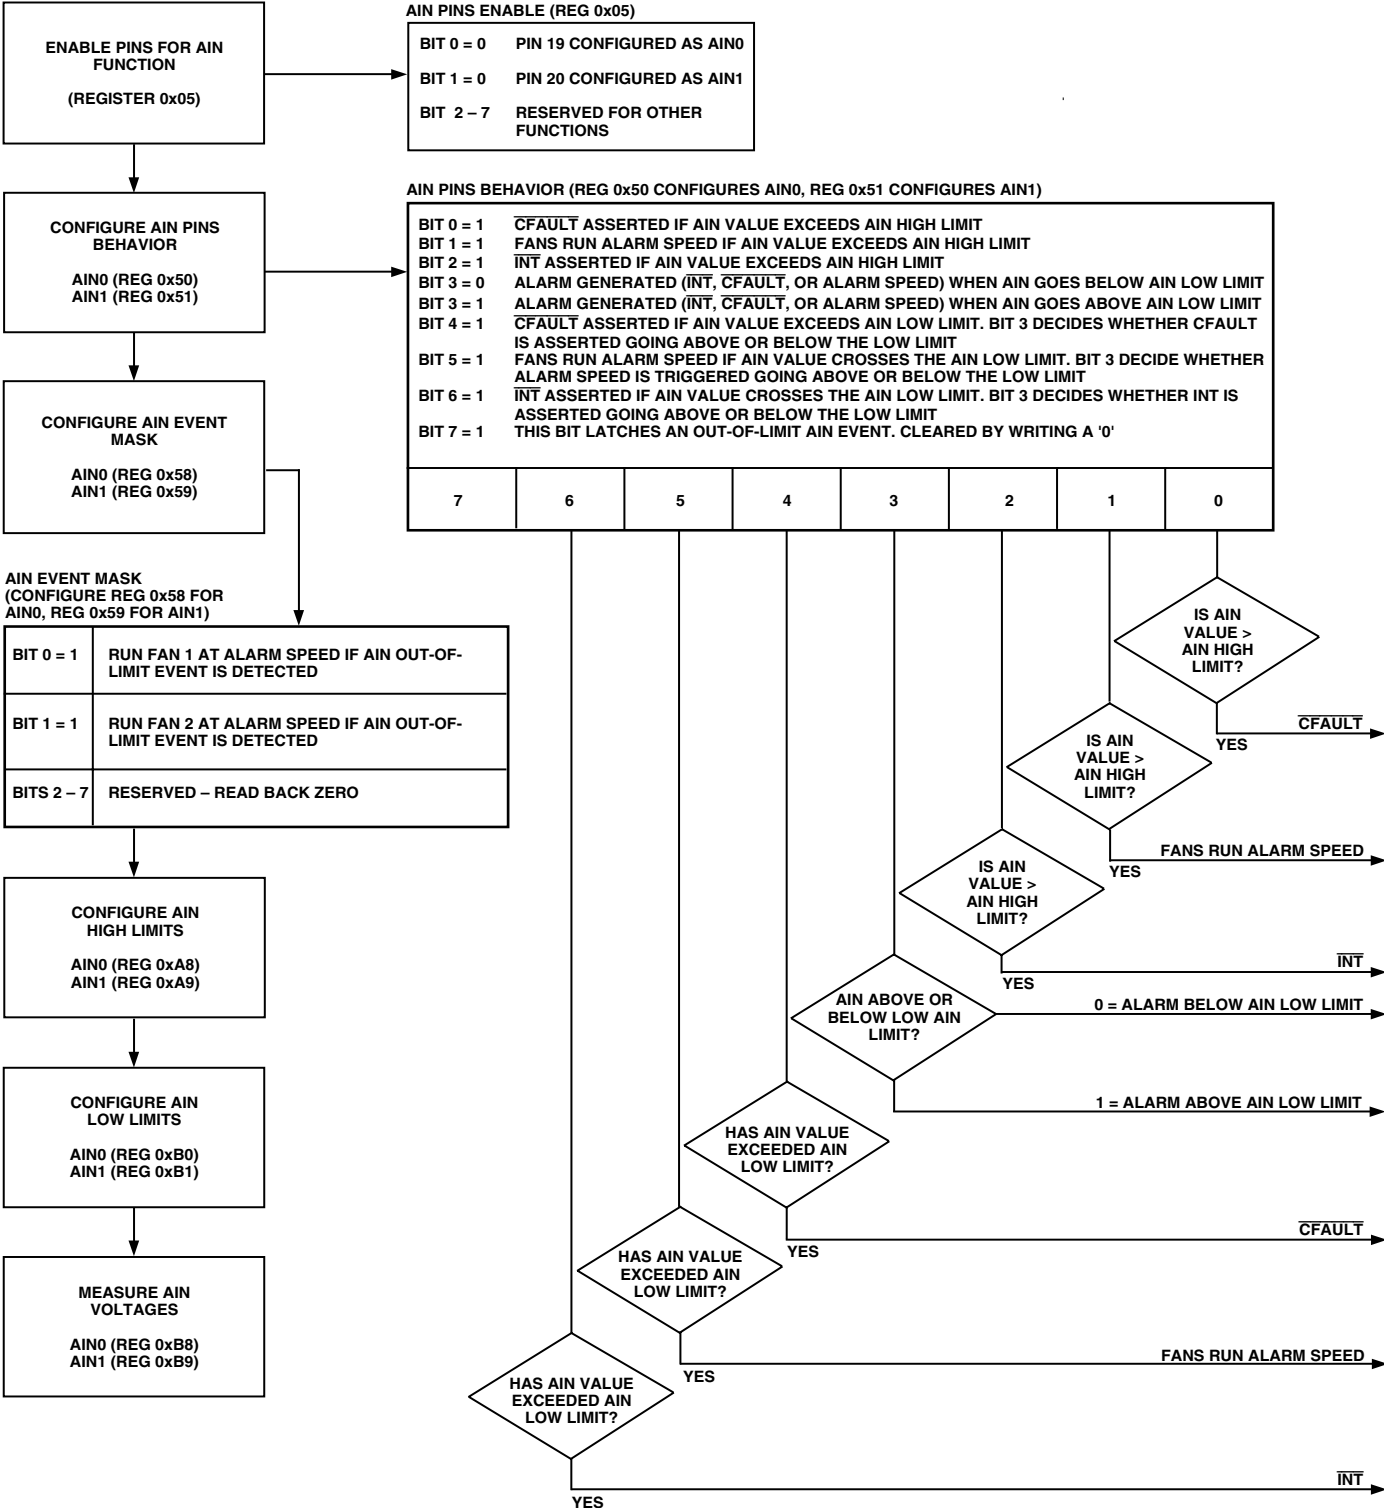 ENABLE PINS FOR AIN
FUNCTION
(REGISTER 0x05)
AIN PINS ENABLE (REG 0x05)
BIT 0 = 0 PIN 19 CONFIGURED AS AIN0
BIT 1 = 0 PIN 20 CONFIGURED AS AIN1
BIT 2 – 7 RESERVED FOR OTHER
FUNCTIONS
CONFIGURE AIN PINS
BEHAVIOR
AIN0 (REG 0x50)
AIN1 (REG 0x51)
AIN PINS BEHAVIOR (REG 0x50 CONFIGURES AIN0, REG 0x51 CONFIGURES AIN1)
BIT 0 = 1 CFAULT ASSERTED IF AIN VALUE EXCEEDS AIN HIGH LIMIT
BIT 1 = 1 FANS RUN ALARM SPEED IF AIN VALUE EXCEEDS AIN HIGH LIMIT
BIT 2 = 1 INT ASSERTED IF AIN VALUE EXCEEDS AIN HIGH LIMIT
BIT 3 = 0 ALARM GENERATED (INT, CFAULT, OR ALARM SPEED) WHEN AIN GOES BELOW AIN LOW LIMIT
BIT 3 = 1 ALARM GENERATED (INT, CFAULT, OR ALARM SPEED) WHEN AIN GOES ABOVE AIN LOW LIMIT
BIT 4 = 1 CFAULT ASSERTED IF AIN VALUE EXCEEDS AIN LOW LIMIT. BIT 3 DECIDES WHETHER CFAULT
IS ASSERTED GOING ABOVE OR BELOW THE LOW LIMIT
BIT 5 = 1 FANS RUN ALARM SPEED IF AIN VALUE CROSSES THE AIN LOW LIMIT. BIT 3 DECIDE WHETHER
ALARM SPEED IS TRIGGERED GOING ABOVE OR BELOW THE LOW LIMIT
BIT 6 = 1 INT ASSERTED IF AIN VALUE CROSSES THE AIN LOW LIMIT. BIT 3 DECIDES WHETHER INT IS
ASSERTED GOING ABOVE OR BELOW THE LOW LIMIT
BIT 7 = 1 THIS BIT LATCHES AN OUT-OF-LIMIT AIN EVENT. CLEARED BY WRITING A '0'
7 6 5 4 3 2 1 0
CONFIGURE AIN EVENT
MASK
AIN0 (REG 0x58)
AIN1 (REG 0x59)
AIN EVENT MASK
(CONFIGURE REG 0x58 FOR
AIN0, REG 0x59 FOR AIN1)
BIT 0 = 1 RUN FAN 1 AT ALARM SPEED IF AIN OUT-OF-
LIMIT EVENT IS DETECTED
BIT 1 = 1 RUN FAN 2 AT ALARM SPEED IF AIN OUT-OF-
LIMIT EVENT IS DETECTED
BITS 2 – 7 RESERVED – READ BACK ZERO
CONFIGURE AIN
HIGH LIMITS
AIN0 (REG 0xA8)
AIN1 (REG 0xA9)
CONFIGURE AIN
LOW LIMITS
AIN0 (REG 0xB0)
AIN1 (REG 0xB1)
MEASURE AIN
VOLTAGES
AIN0 (REG 0xB8)
AIN1 (REG 0xB9)
IS AIN
VALUE >
AIN HIGH
LIMIT?
YES
CFAULT
IS AIN
VALUE >
AIN HIGH
LIMIT?
YES
FANS RUN ALARM SPEED
IS AIN
VALUE >
AIN HIGH
LIMIT?
YES
INT
AIN ABOVE OR
BELOW LOW AIN
LIMIT?
0 = ALARM BELOW AIN LOW LIMIT
1 = ALARM ABOVE AIN LOW LIMIT
HAS AIN VALUE
EXCEEDED AIN
LOW LIMIT?
YES
CFAULT
HAS AIN VALUE
EXCEEDED AIN
LOW LIMIT?
YES
FANS RUN ALARM SPEED
HAS AIN VALUE
EXCEEDED AIN
LOW LIMIT?
YES
INT